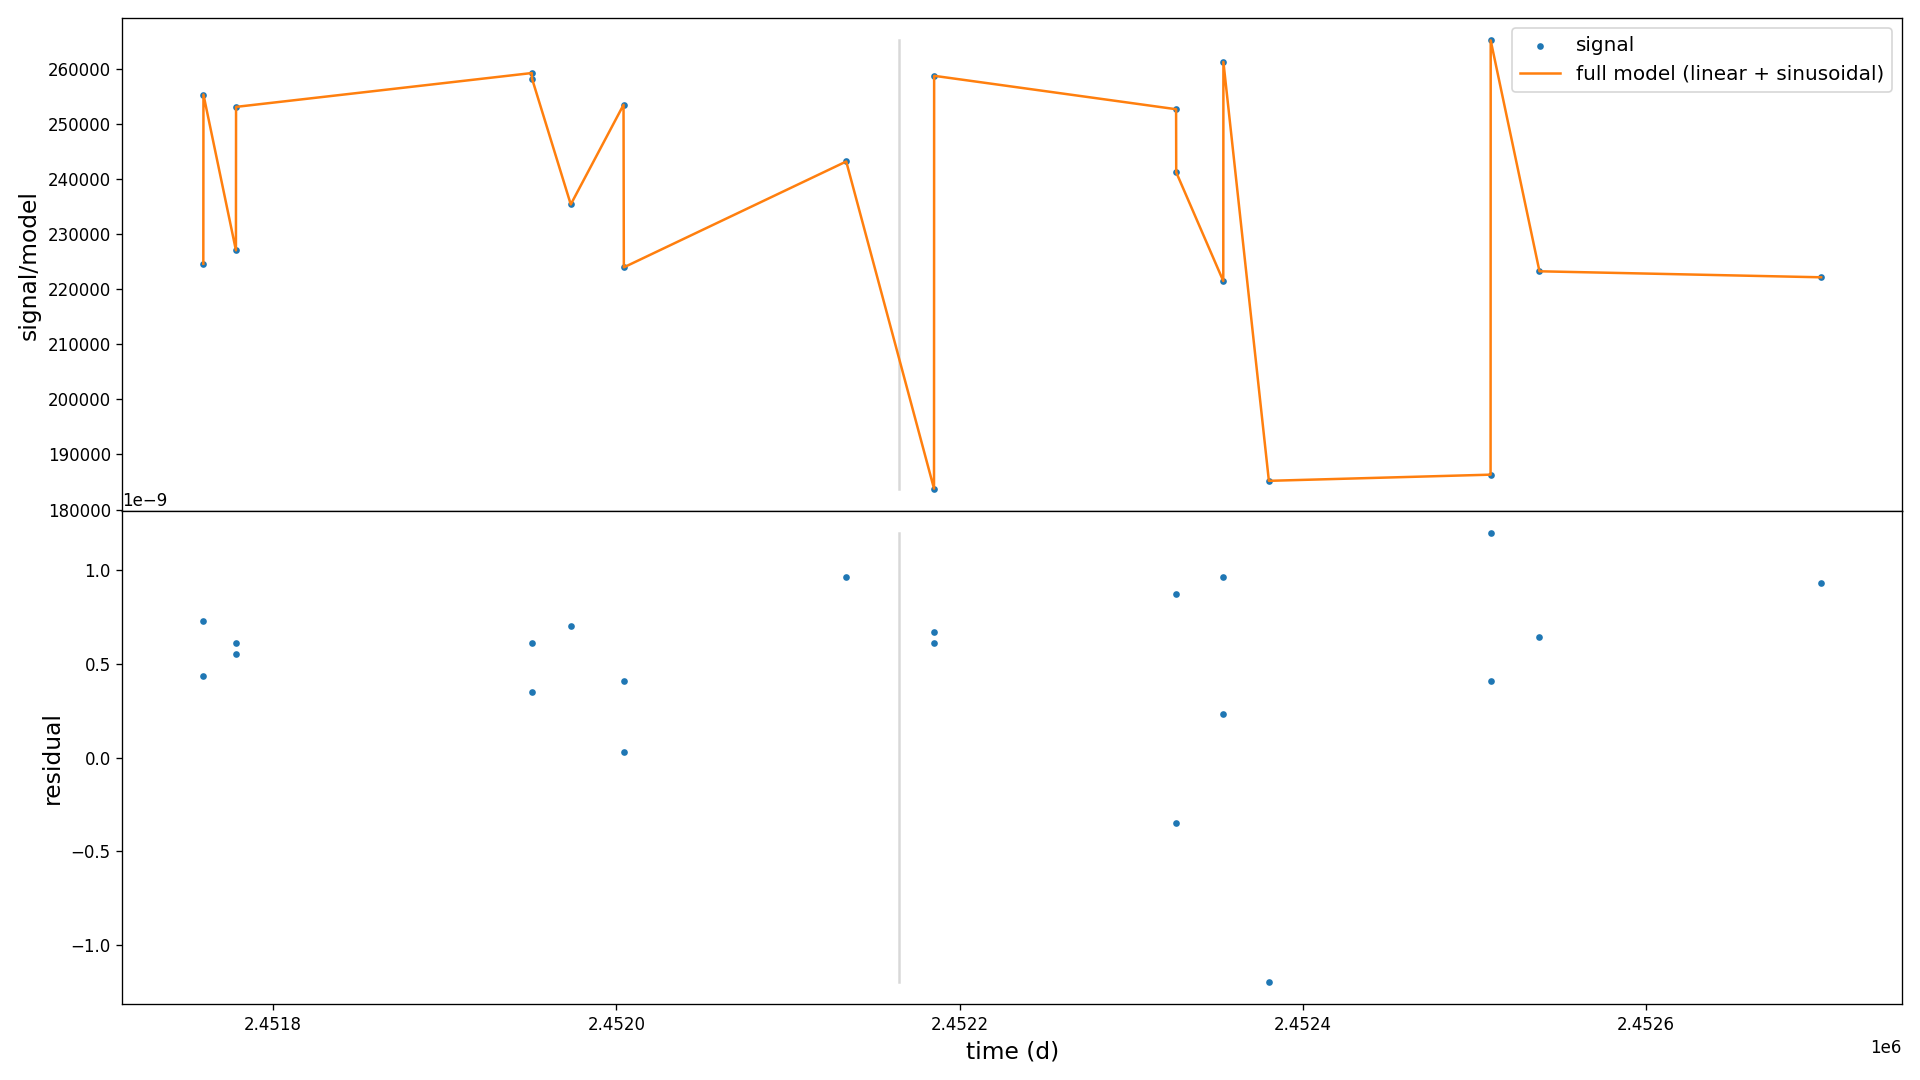 signal
full model (linear + sinusoidal)
signal/model
260000
250000
240000
230000
220000
210000
200000
190000
180000
1e−9
residual
1.0
0.5
0.0
−0.5
−1.0
2.4518
2.4520
2.4522
2.4524
2.4526
time (d)
1e6